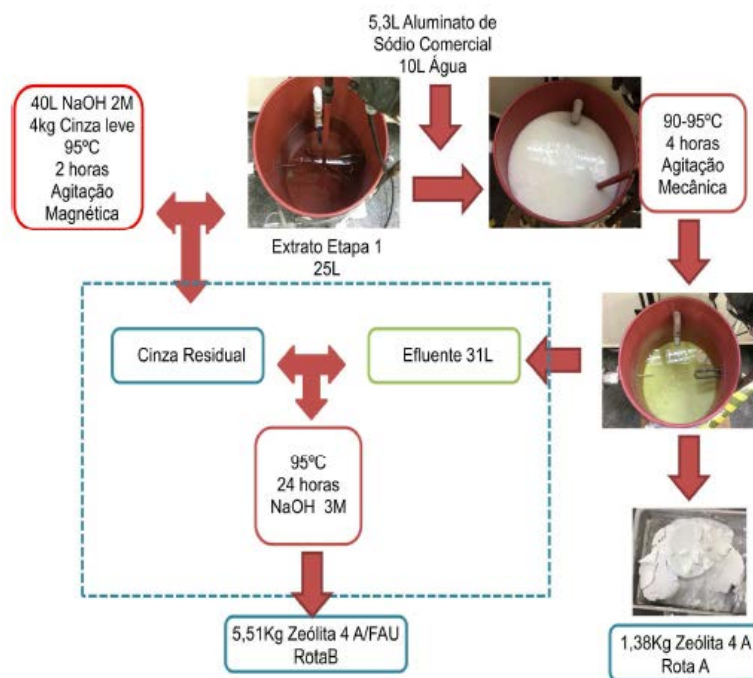 5,3L Aluminato de
Sódio Comercial
10L Água
40L NaOH 2M
4kg Cinza leve
95ºC
2 horas
Agitação
Magnética
90-95ºC
4 horas
Agitação
Mecânica
Extrato Etapa 1
25L
Cinza Residual
Efluente 31L
95ºC
24 horas
NaOH 3M
5,51Kg Zeólita 4 A/FAU
RotaB
1,38Kg Zeólita 4 A
Rota A